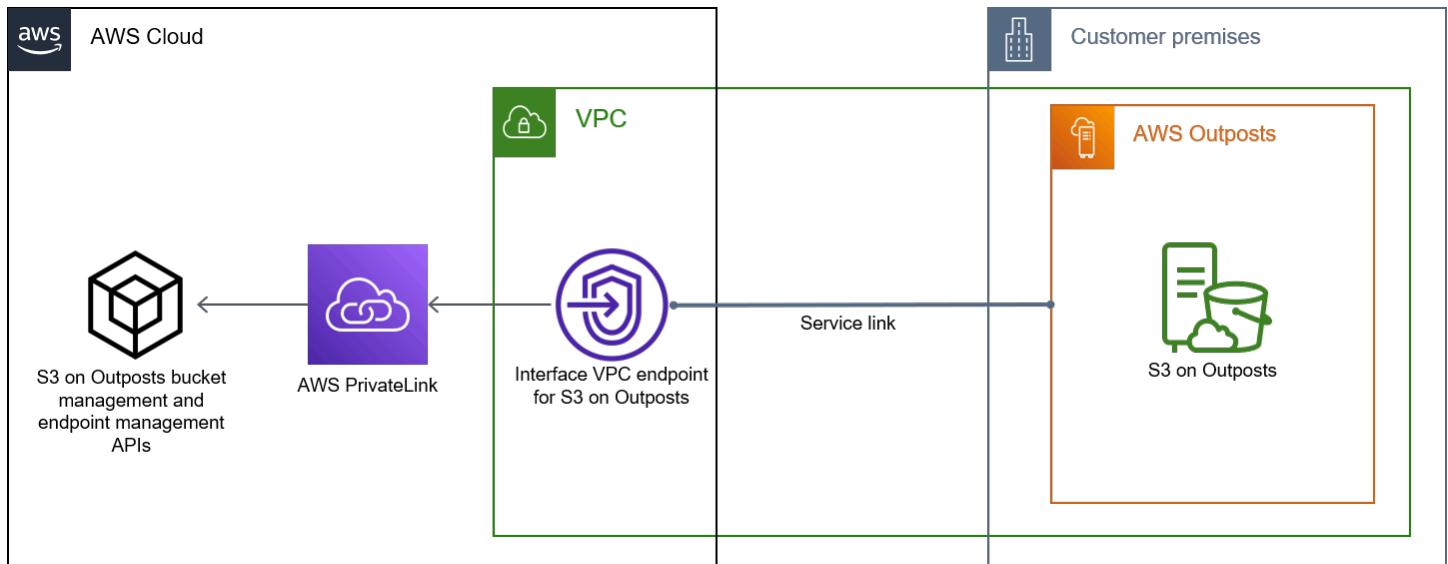 aws
AWS Cloud
Customer premises
VPC
AWS Outposts
Service link
S3 on Outposts bucket
management and
endpoint management
APIs
AWS PrivateLink
Interface VPC endpoint
for S3 on Outposts
S3 on Outposts